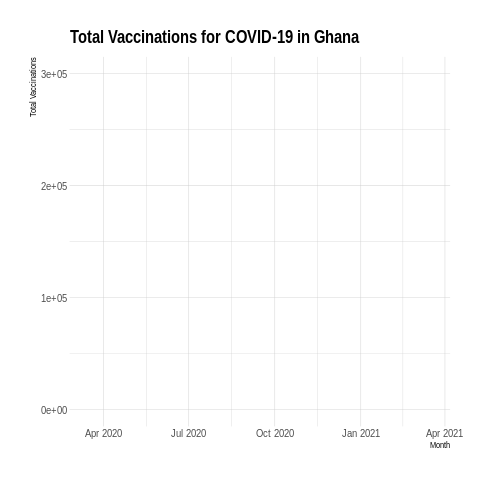 Total Vaccinations for COVID-19 in Ghana
Total Vaccinations
3e+05
2e+05
1e+05
0e+00
Apr 2020 Jul 2020 Oct 2020 Jan 2021 Apr 2021
Month